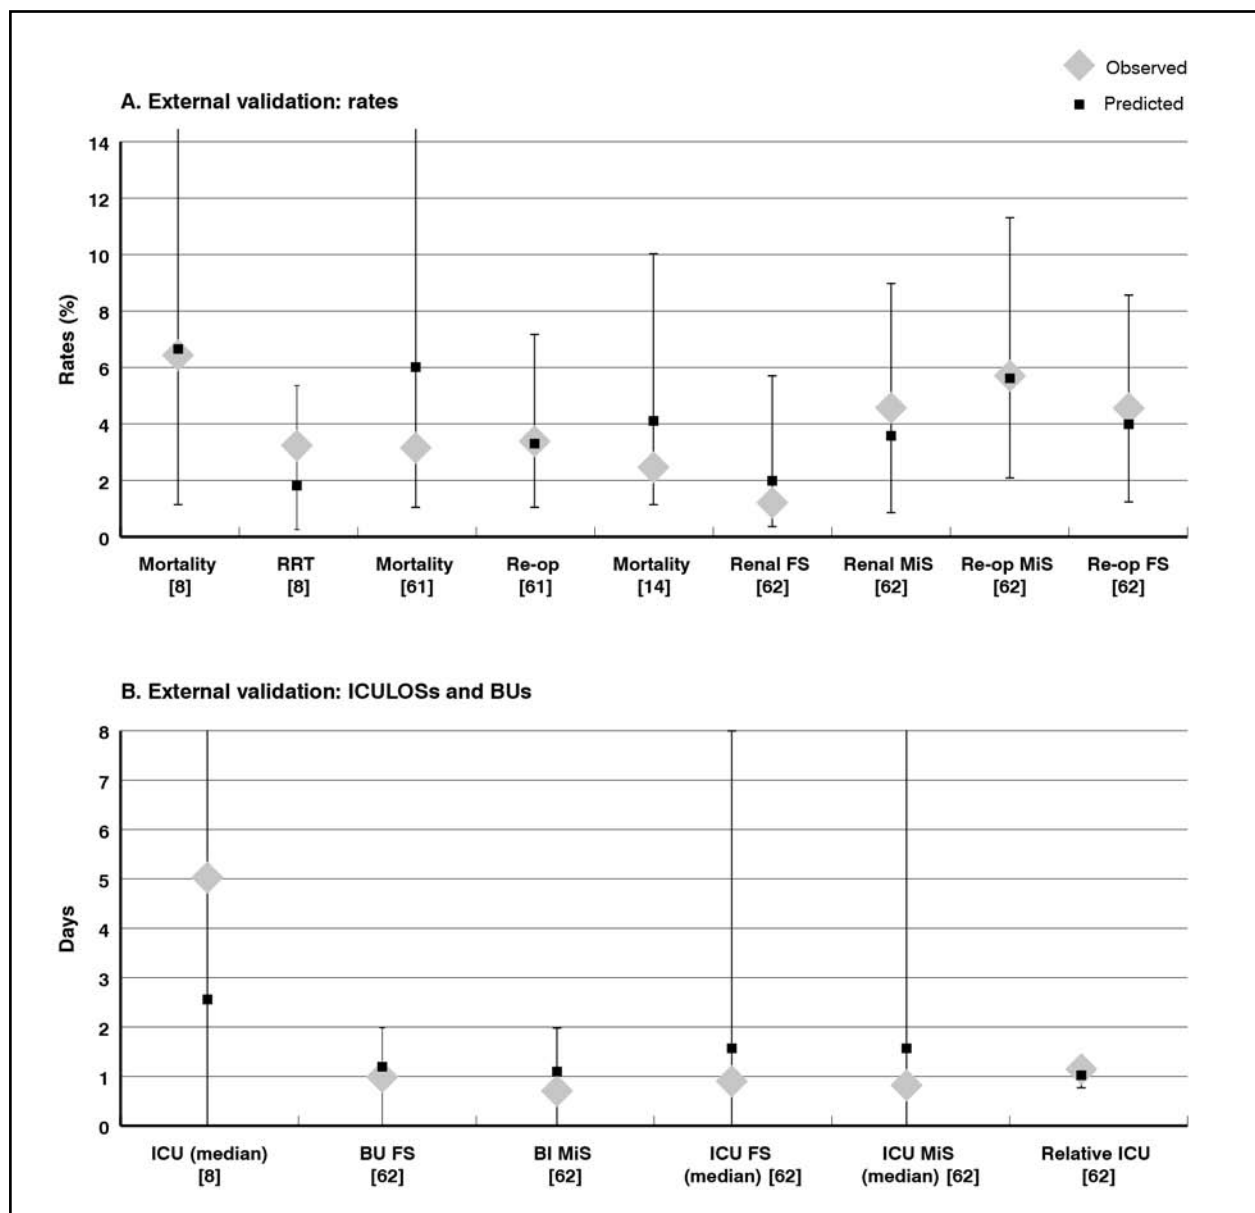 Observed
A. External validation: rates
Predicted
14
12
10
8
6
4
2
0
Rates (%)
Mortality [8]
RRT [8]
Mortality [61]
Re-op [61]
Mortality [14]
Renal FS [62]
Renal MiS [62]
Re-op MiS [62]
Re-op FS [62]
B. External validation: ICULOSs and BUs
8
7
6
5
4
3
2
1
0
Days
ICU (median) [8]
BU FS [62]
BI MiS [62]
ICU FS (median) [62]
ICU MiS (median) [62]
Relative ICU [62]